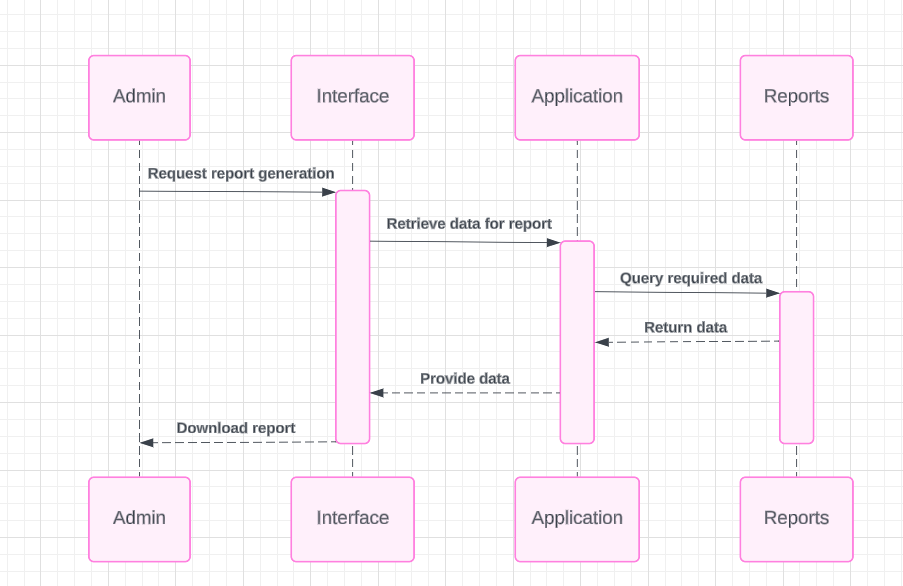 Admin
Interface
Application
Reports
Request report generation
Retrieve data for report
Query required data
Return data
Provide data
Download report
Admin
Interface
Application
Reports